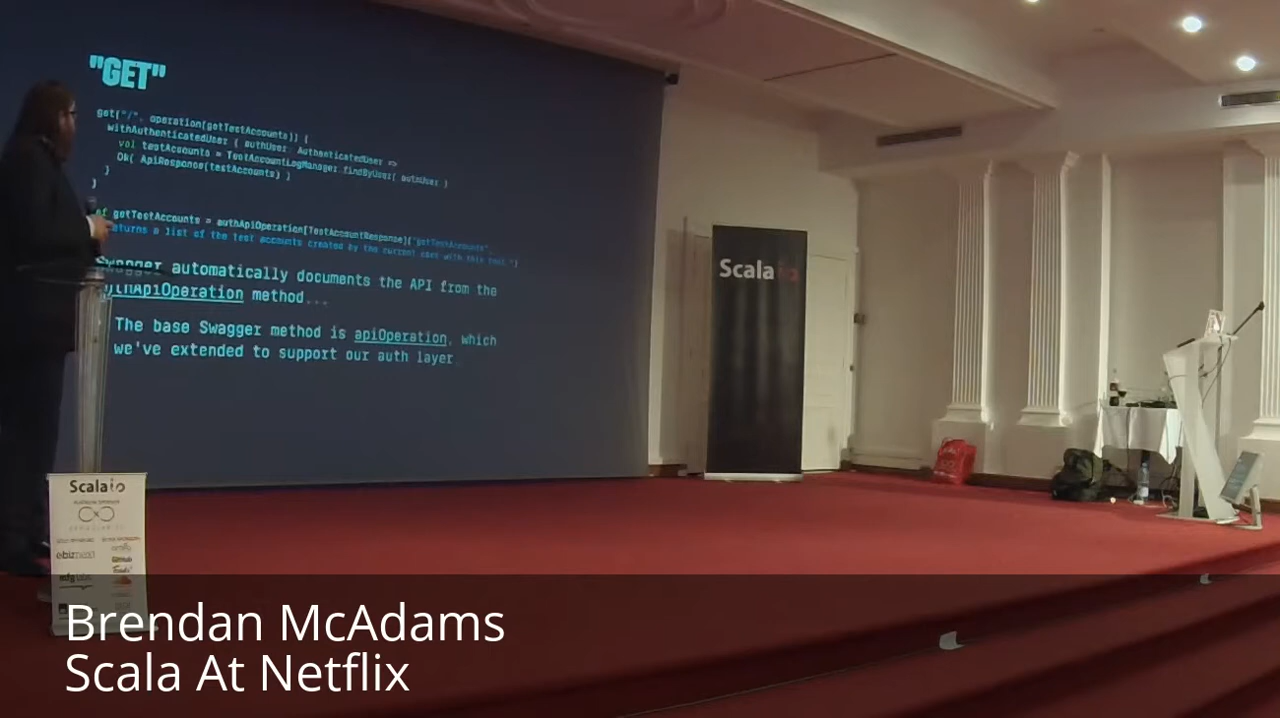 "GET"
get("/", operation(getTestAccounts)) {
withAuthenticatedUser { authUser: AuthenticatedUser =>
val testAccounts = TestAccountLogManager.findByUser( authUser )
Ok( ApiResponse(testAccounts) )
}
}
getTestAccounts = authApiOperation[TestAccountResponse]("getTestAccounts",
a list of the test accounts created by the current user with this tool.")
Swagger automatically documents the API from the
authApiOperation method...
The base Swagger method is apiOperation, which
we've extended to support our auth layer.
Scala
Scala io
ebiznext
mfg labs
Brendan McAdams
Scala At Netflix